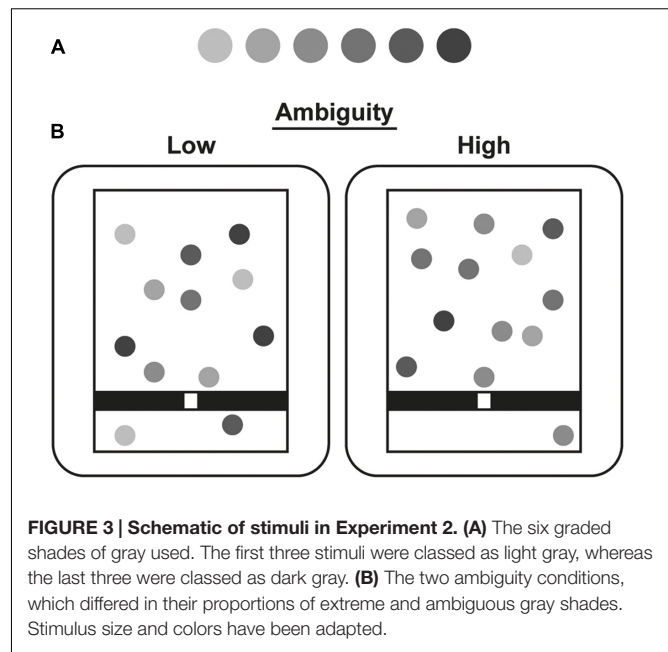 A
B
Ambiguity
Low High
FIGURE 3 | Schematic of stimuli in Experiment 2. (A) The six graded
shades of gray used. The first three stimuli were classed as light gray, whereas
the last three were classed as dark gray. (B) The two ambiguity conditions,
which differed in their proportions of extreme and ambiguous gray shades.
Stimulus size and colors have been adapted.